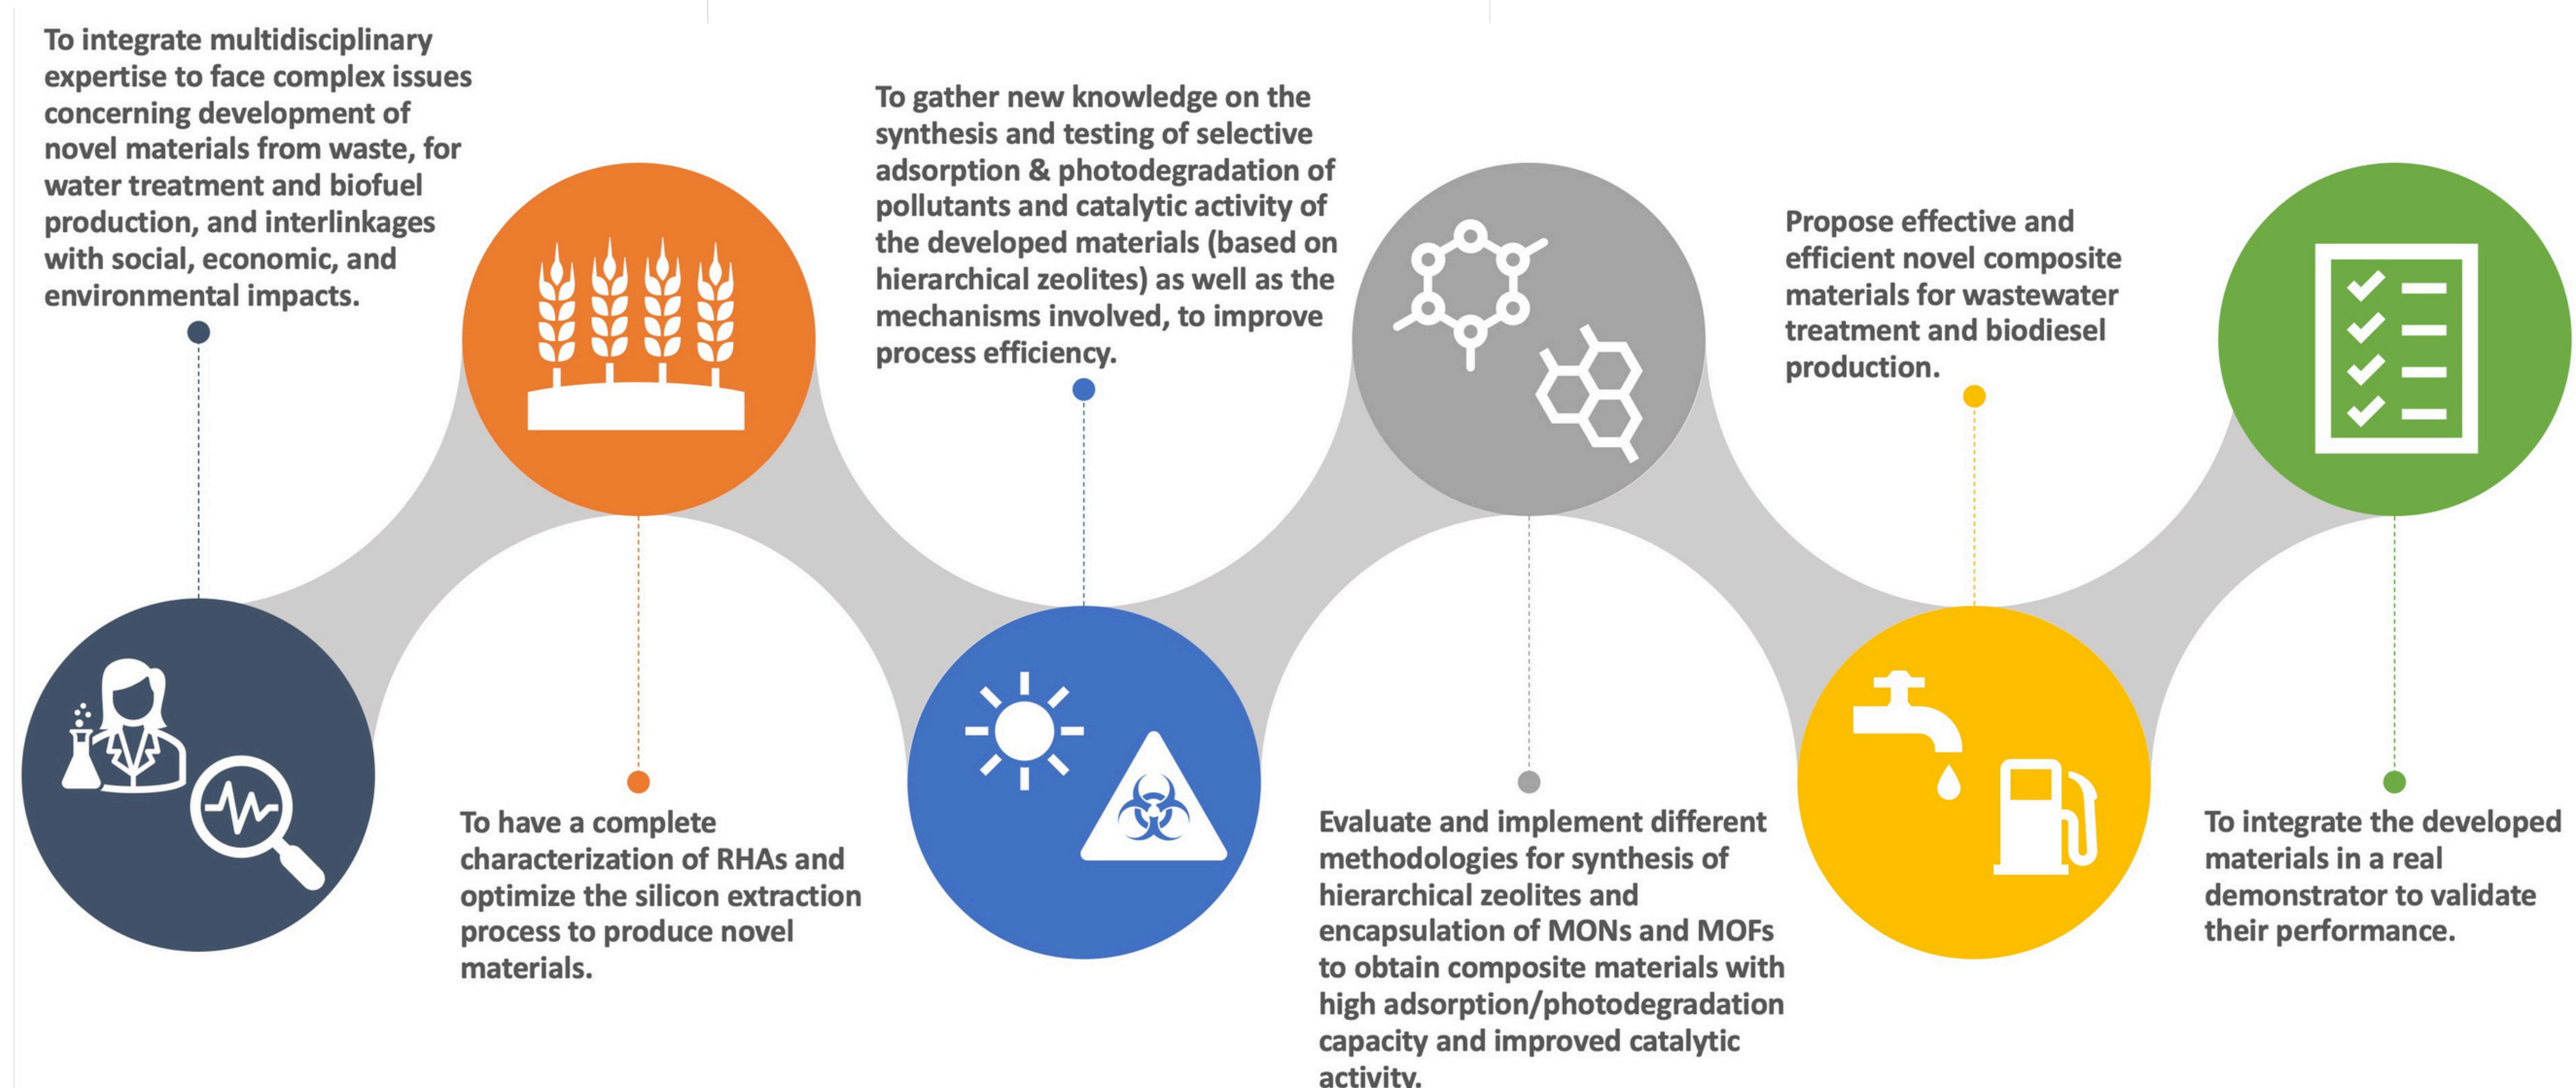 To integrate multidisciplinary
expertise to face complex issues
concerning development of
novel materials from waste, for
water treatment and biofuel
production, and interlinkages
with social, economic, and
environmental impacts.
To have a complete
characterization of RHAs and
optimize the silicon extraction
process to produce novel
materials.
To gather new knowledge on the
synthesis and testing of selective
adsorption & photodegradation of
pollutants and catalytic activity of
the developed materials (based on
hierarchical zeolites) as well as the
mechanisms involved, to improve
process efficiency.
Evaluate and implement different
methodologies for synthesis of
hierarchical zeolites and
encapsulation of MONs and MOFs
to obtain composite materials with
high adsorption/photodegradation
capacity and improved catalytic
activity.
Propose effective and
efficient novel composite
materials for wastewater
treatment and biodiesel
production.
To integrate the developed
materials in a real
demonstrator to validate
their performance.